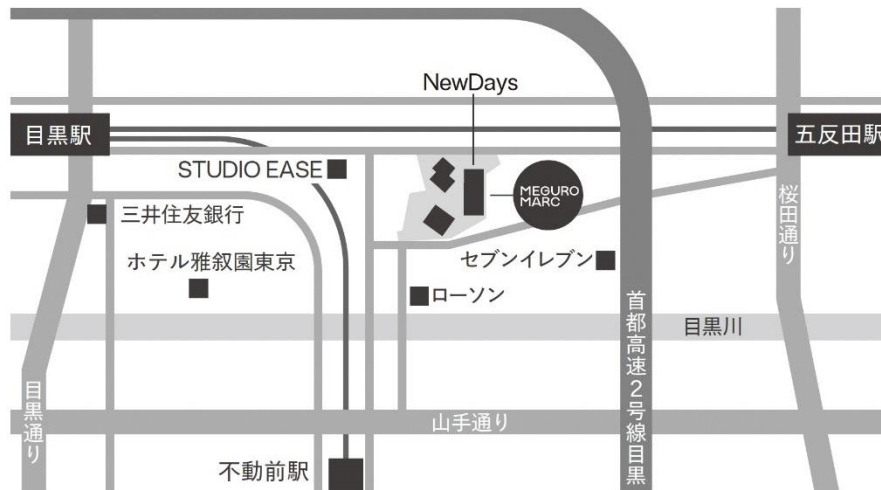 NewDays
目黒駅
五反田駅
STUDIO EASE
MEGURO
MARC
三井住友銀行
桜田通り
ホテル雅叙園東京
セブンイレブン
ローソン
首都高速2号線目黒
目黒川
目黒通り
山手通り
不動前駅